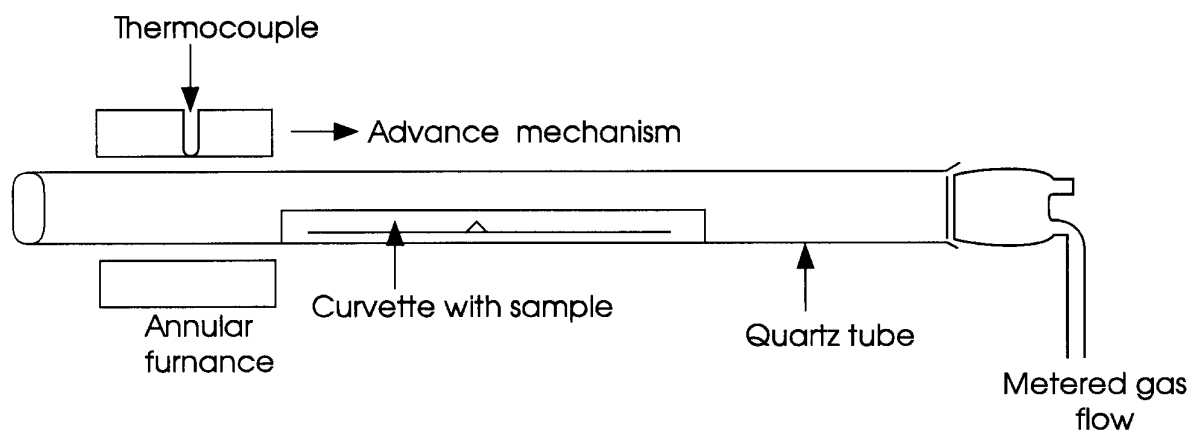 Thermocouple
Advance mechanism
Curvette with sample
Annular
furnance
Quartz tube
Metered gas
flow